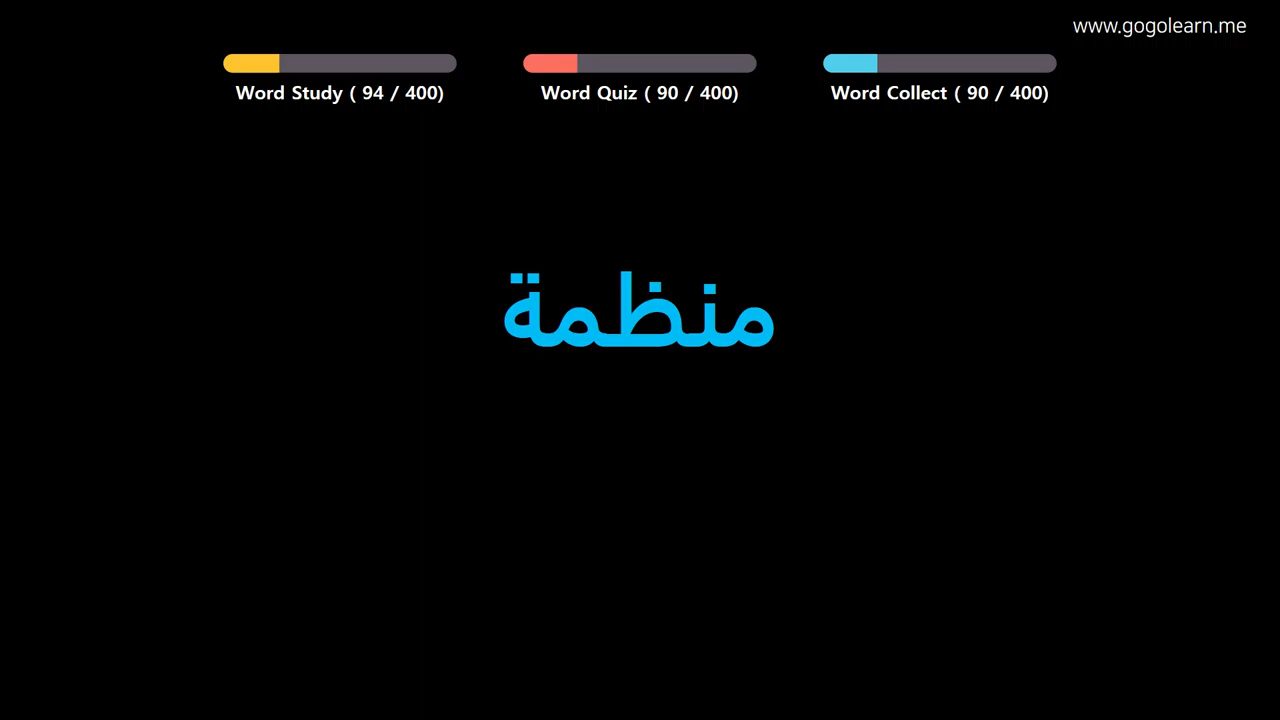 www.gogolearn.me
Word Study ( 94 / 400)
Word Quiz ( 90 / 400)
Word Collect ( 90 / 400)
منظمة